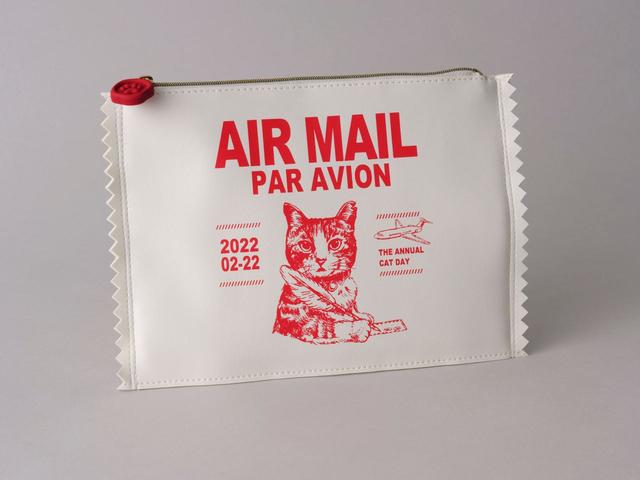 AIR MAIL
PAR AVION
2022
02-22
THE ANNUAL
CAT DAY